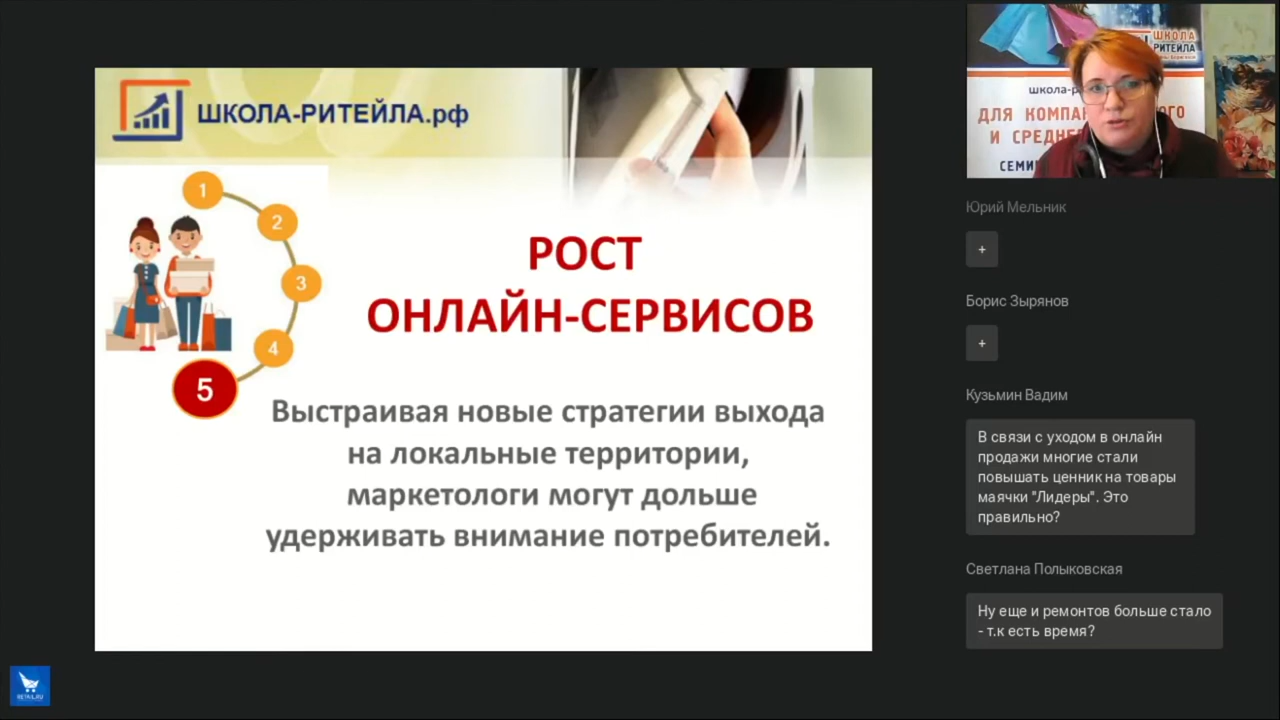 ШКОЛА-РИТЕЙЛА.рф
1
2
3
4
5
РОСТ
ОНЛАЙН-СЕРВИСОВ
Выстраивая новые стратегии выхода
на локальные территории,
маркетологи могут дольше
удерживать внимание потребителей.
RETAIL.RU
ШКОЛА
РИТЕЙЛА
ДЛЯ
И
Юрий Мельник
+
Борис Зырянов
+
Кузьмин Вадим
В связи с уходом в онлайн
продажи многие стали
повышать ценник на товары
маячки "Лидеры". Это
правильно?
Светлана Полыковская
Ну еще и ремонтов больше стало
- т.к есть время?